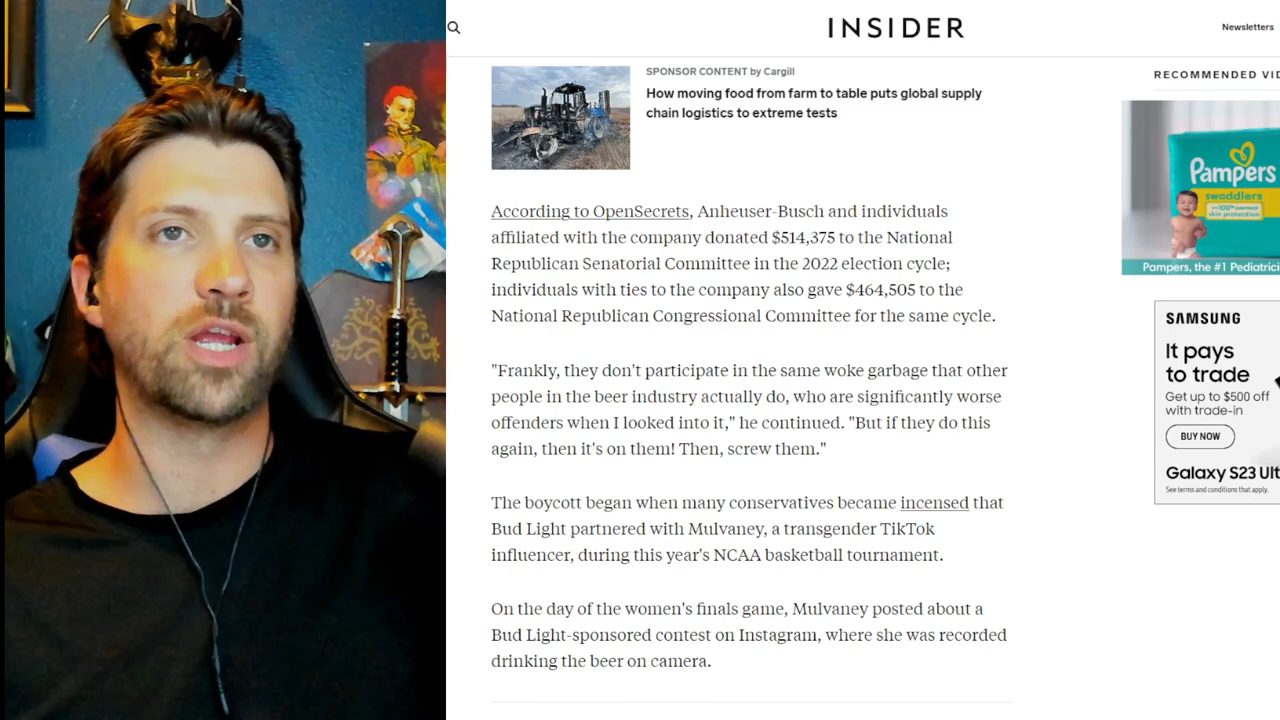 INSIDER
Newsletters
SPONSOR CONTENT by Cargill
How moving food from farm to table puts global supply
chain logistics to extreme tests
According to OpenSecrets, Anheuser-Busch and individuals
affiliated with the company donated $514,375 to the National
Republican Senatorial Committee in the 2022 election cycle;
individuals with ties to the company also gave $464,505 to the
National Republican Congressional Committee for the same cycle.
"Frankly, they don't participate in the same woke garbage that other
people in the beer industry actually do, who are significantly worse
offenders when I looked into it," he continued. "But if they do this
again, then it's on them! Then, screw them."
The boycott began when many conservatives became incensed that
Bud Light partnered with Mulvaney, a transgender TikTok
influencer, during this year's NCAA basketball tournament.
On the day of the women's finals game, Mulvaney posted about a
Bud Light-sponsored contest on Instagram, where she was recorded
drinking the beer on camera.
RECOMMENDED VID
Pampers
swaddlers
skin protection
Pampers, the #1 Pediatrici
SAMSUNG
It pays
to trade
Get up to $500 off
with trade-in
BUY NOW
Galaxy S23 Ult
See terms and conditions that apply.